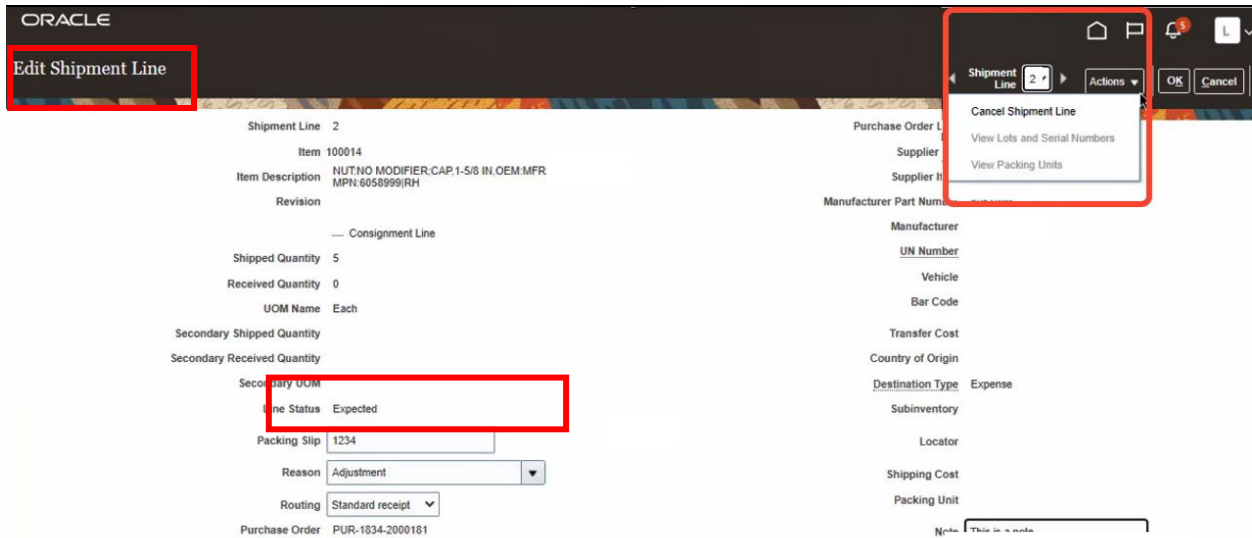 ORACLE
5
L
Edit Shipment Line
Shipment Line 2
Actions
OK
Cancel
Cancel Shipment Line
View Lots and Serial Numbers
View Packing Units
Shipment Line 2
Item 100014
Item Description NUT:NO MODIFIER;CAP,1-5/8 IN,OEM:MFR
MPN:6058999|RH
Revision
— Consignment Line
Shipped Quantity 5
Received Quantity 0
UOM Name Each
Secondary Shipped Quantity
Secondary Received Quantity
Secondary UOM
Line Status Expected
Packing Slip 1234
Reason Adjustment
Routing Standard receipt
Purchase Order PUR-1834-2000181
Purchase Order
Supplier
Supplier
Manufacturer Part
Manufacturer
UN Number
Vehicle
Bar Code
Transfer Cost
Country of Origin
Destination Type Expense
Subinventory
Locator
Shipping Cost
Packing Unit
Note This is a note